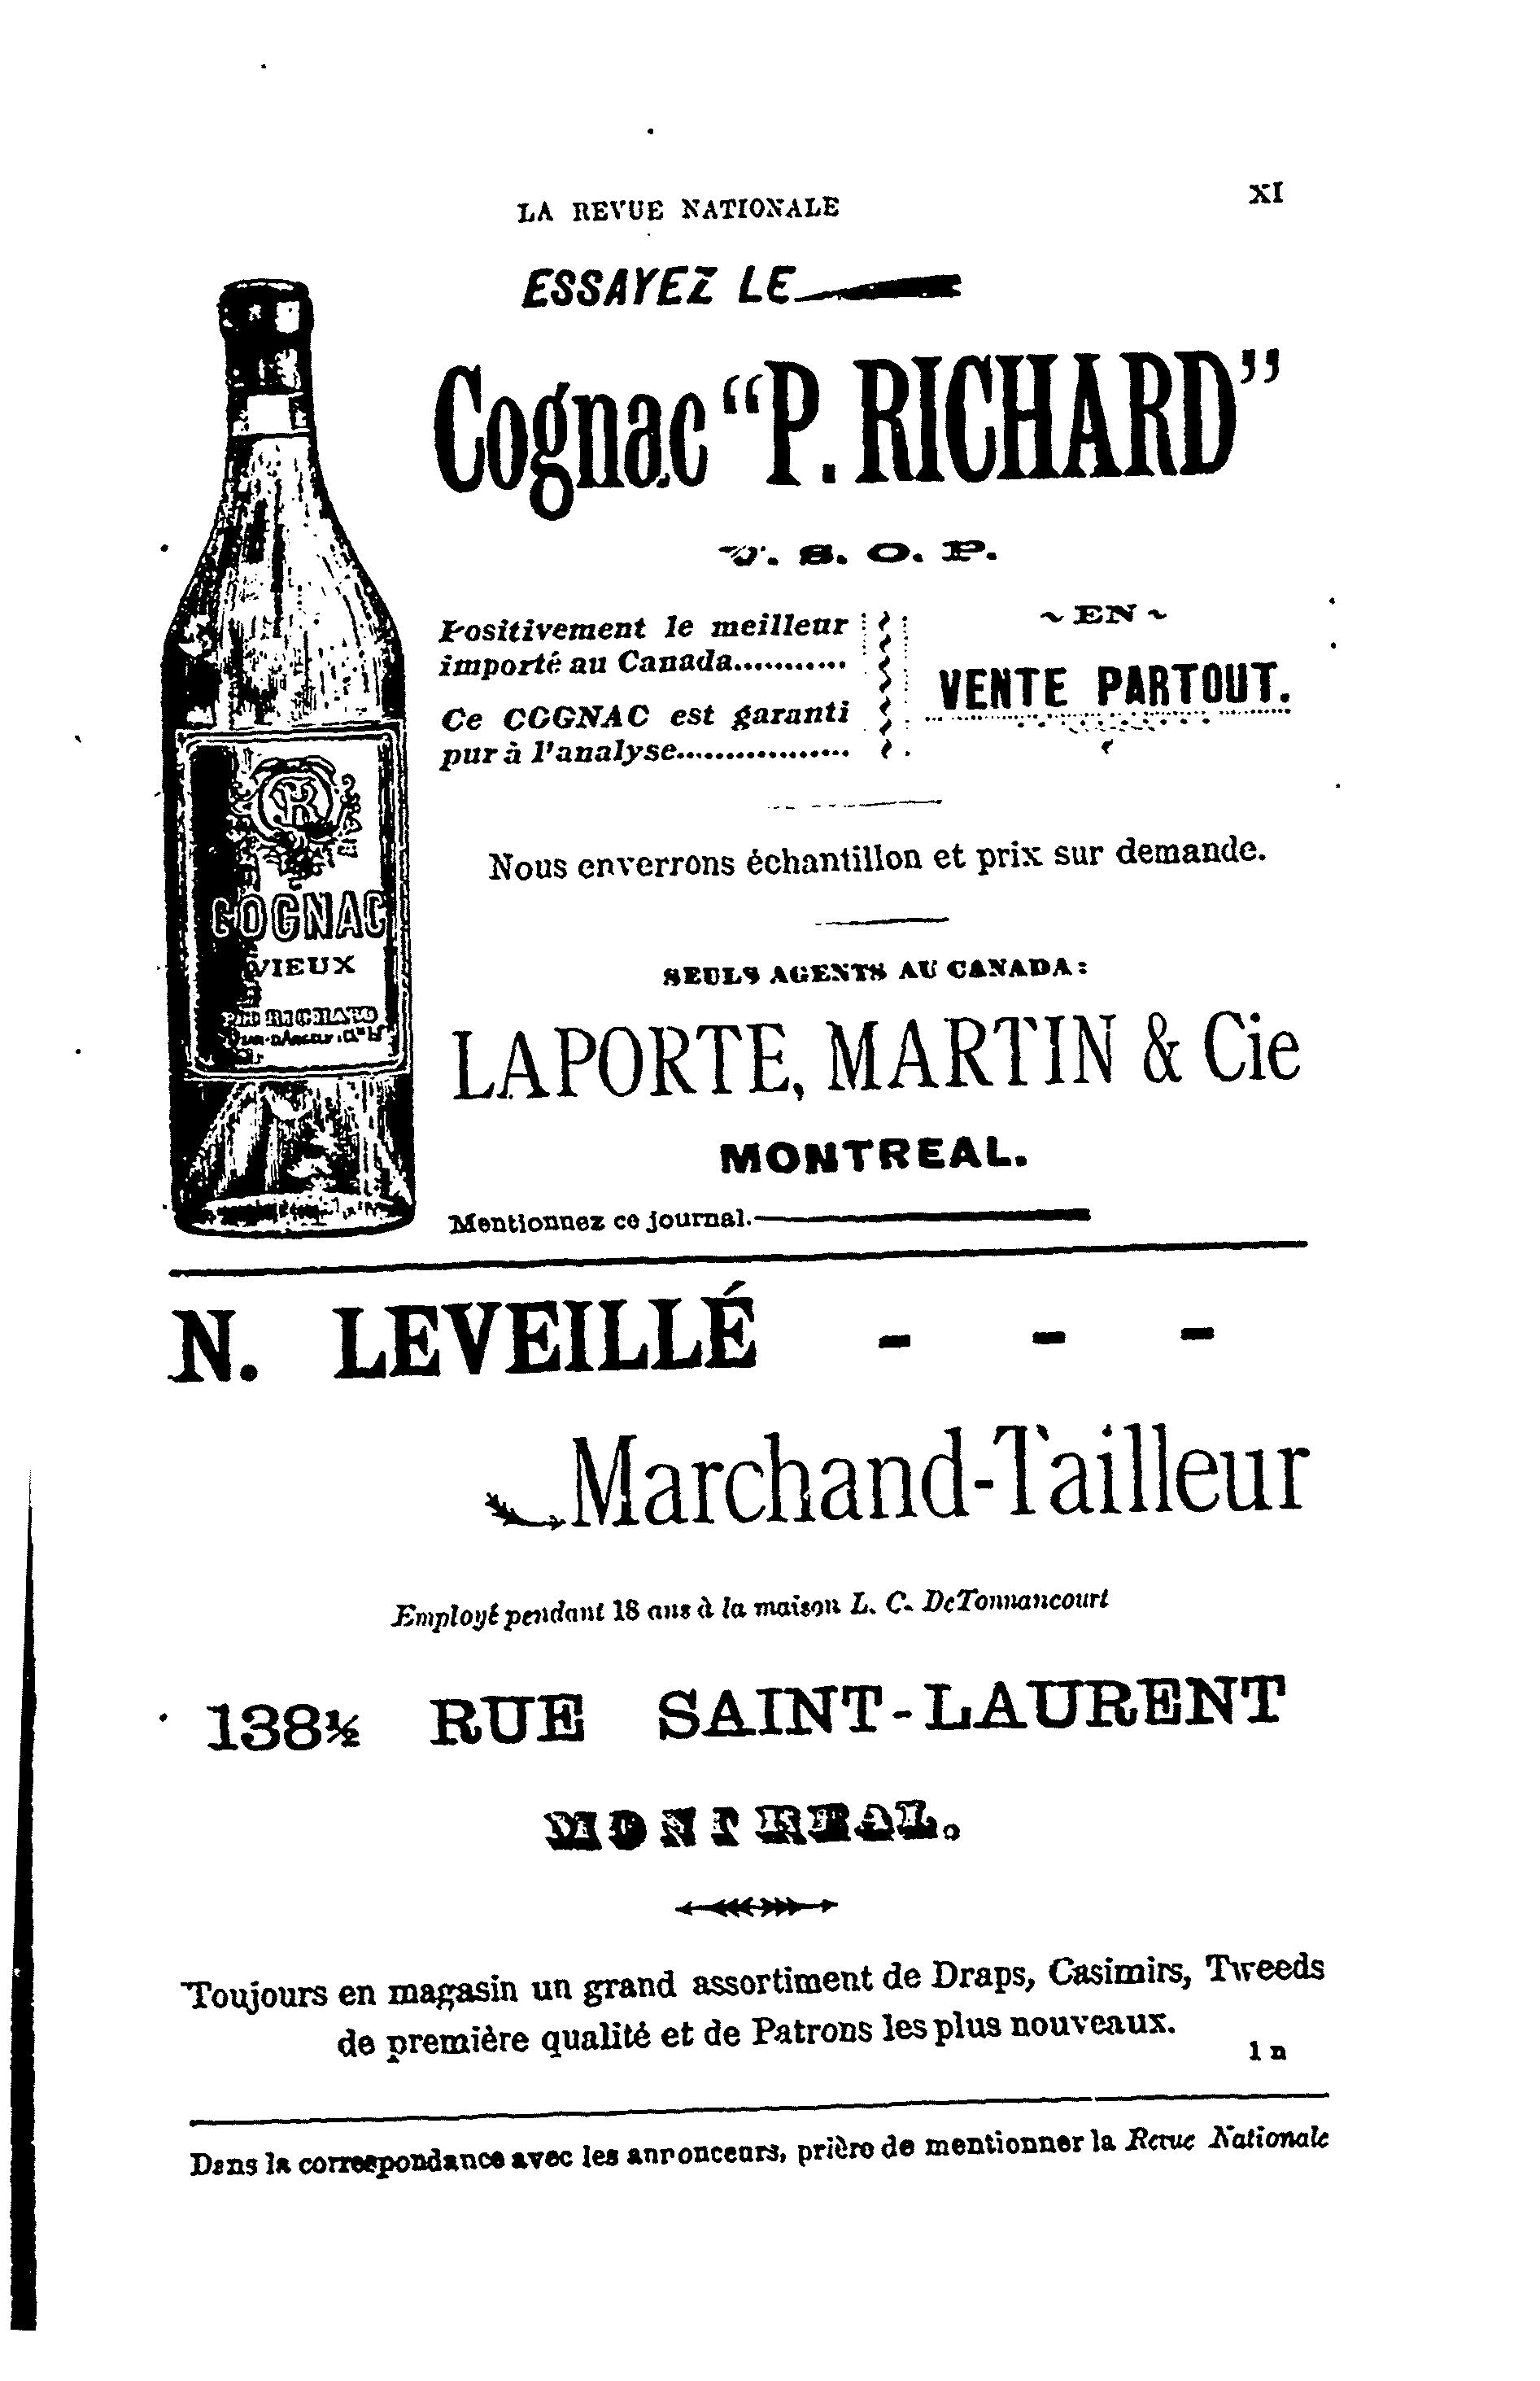 LA REVUE NATIONALE
XI
ESSAYEZ LE
Cognac “P. RICHARD”
V. S. O. P.
Positivement le meilleur
importé au Canada...........
Ce COGNAC est garanti
pur à l'analyse..................
~ EN ~
VENTE PARTOUT.
Nous enverrons échantillon et prix sur demande.
SEULS AGENTS AU CANADA:
LAPORTE, MARTIN & Cie
MONTREAL.
Mentionnez ce journal.
COGNAC
VIEUX
RICHARD
N. LEVEILLÉ - - -
Marchand-Tailleur
Employé pendant 18 ans à la maison L. C. DeTonnancourt
138½ RUE SAINT-LAURENT
MONTREAL.
Toujours en magasin un grand assortiment de Draps, Casimirs, Tweeds
de première qualité et de Patrons les plus nouveaux.
1 n
Dans la correspondance avec les annonceurs, prière de mentionner la Revue Nationale